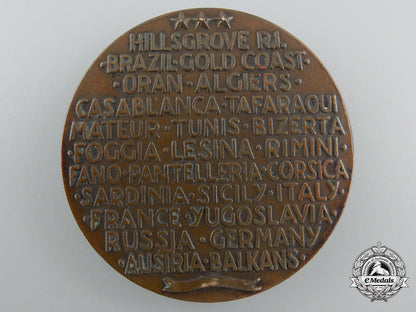 HILLSGROVE R.I.
·BRAZIL·GOLD COAST·
·ORAN·ALGIERS·
CASABLANCA·TAFARAOUI
MATEUR·TUNIS·BIZERTA
·FOGGIA·LESINA·RIMINI·
FANO·PANTELLERIA·CORSICA
SARDINIA·SICILY·ITALY
·FRANCE·YUGOSLAVIA·
RUSSIA·GERMANY
·AUSTRIA·BALKANS·
eMedals